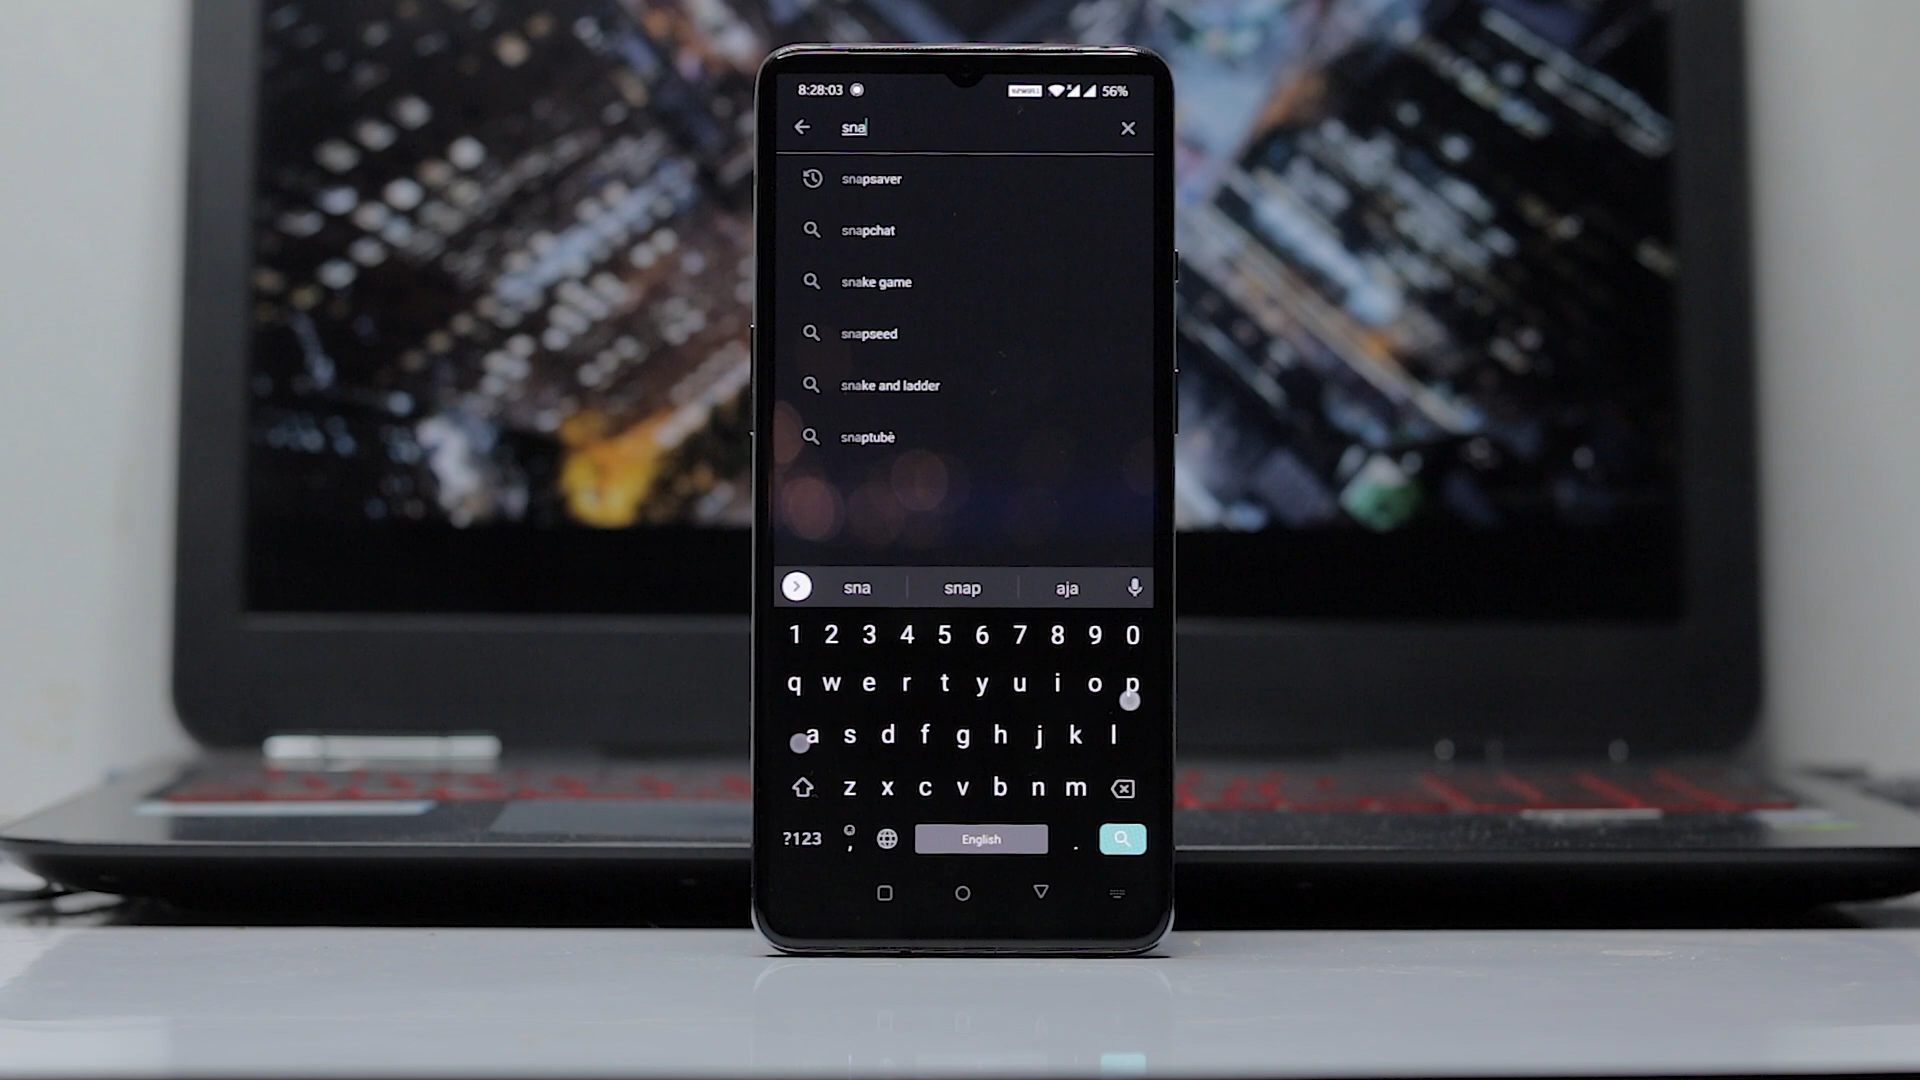 8:28:03 56%
sna
snapsaver
snapchat
snake game
snapseed
snake and ladder
snaptubè
sna snap aja
1 2 3 4 5 6 7 8 9 0
q w e r t y u i o p
a s d f g h j k l
z x c v b n m
?123 , English .